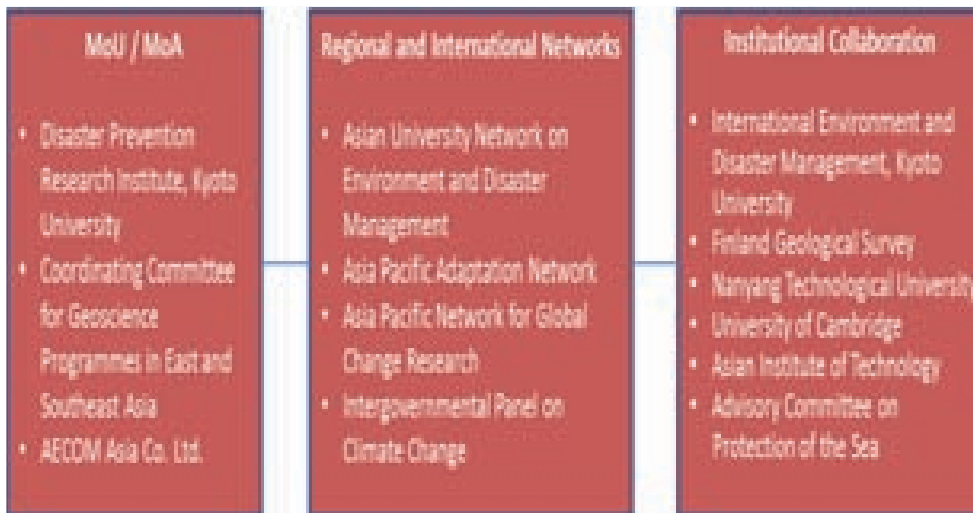 MoU / MoA
• Disaster Prevention
Research Institute, Kyoto
University
• Coordinating Committee
for Geoscience
Programmes in East and
Southeast Asia
• AECOM Asia Co. Ltd.
Regional and International Networks
• Asian University Network on
Environment and Disaster
Management
• Asia Pacific Adaptation Network
• Asia Pacific Network for Global
Change Research
• Intergovernmental Panel on
Climate Change
Institutional Collaboration
• International Environment and
Disaster Management, Kyoto
University
• Finland Geological Survey
• Nanyang Technological University
• University of Cambridge
• Asian Institute of Technology
• Advisory Committee on
Protection of the Sea